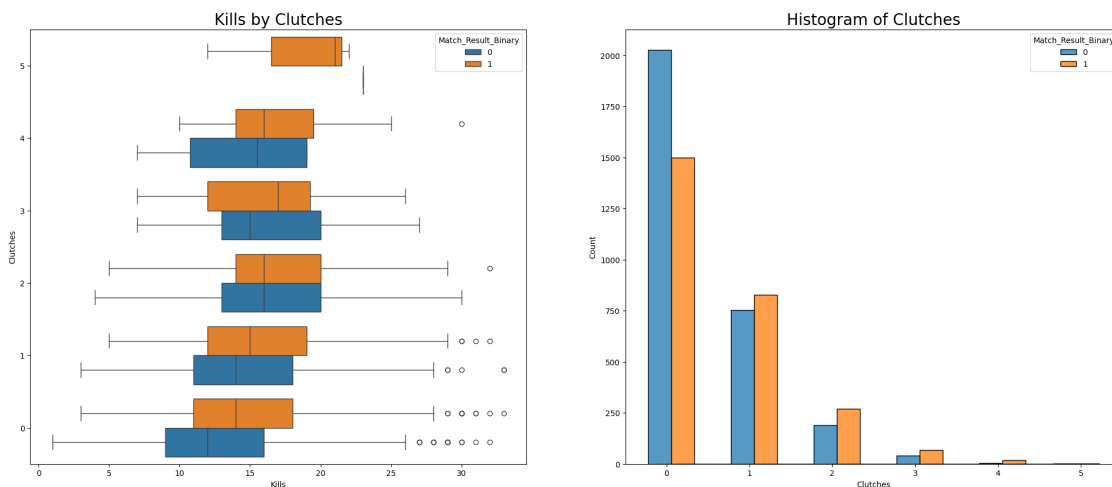 Kills by Clutches
Match_Result_Binary
0
1
5
4
3
2
1
0
Clutches
0 5 10 15 20 25 30
Kills
Histogram of Clutches
Match_Result_Binary
0
1
2000
1750
1500
1250
1000
750
500
250
0
Count
0 1 2 3 4 5
Clutches